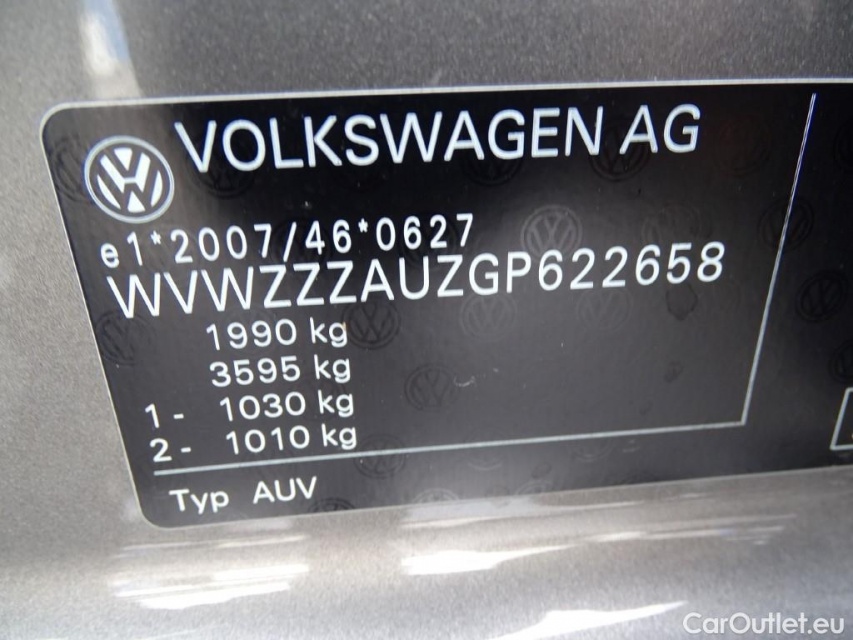 VOLKSWAGEN AG
e1*2007/46*0627
WVWZZZAUZGP622658
1990 kg
3595 kg
1- 1030 kg
2- 1010 kg
Typ AUV
CarOutlet.eu